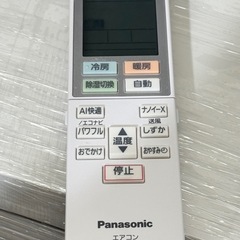 冷房 暖房
除湿切換 自動
AI快適 ナノイーX
/エコナビ /送風
パワフル しずか
温度
おでかけ おやすみ
停止
Panasonic
エアコン